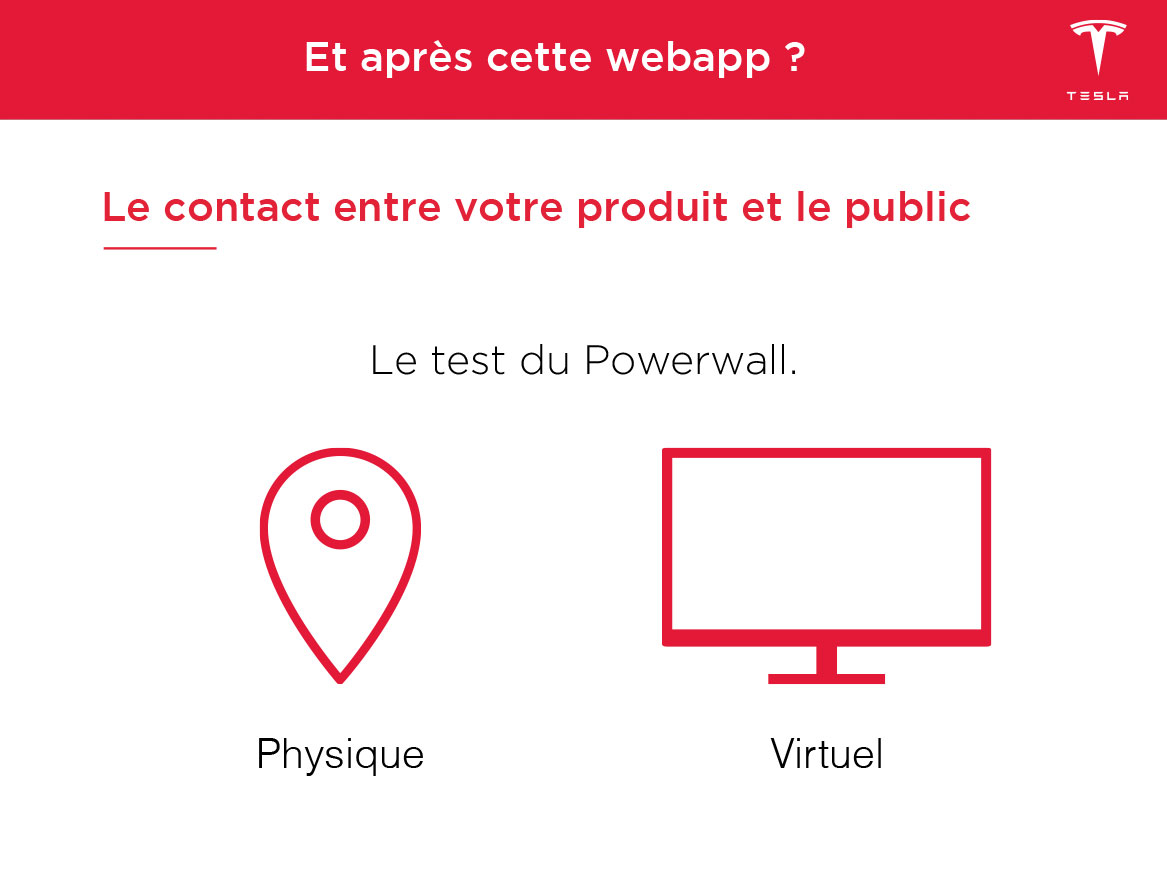 Et après cette webapp ?
TESLA
Le contact entre votre produit et le public
Le test du Powerwall.
Physique
Virtuel